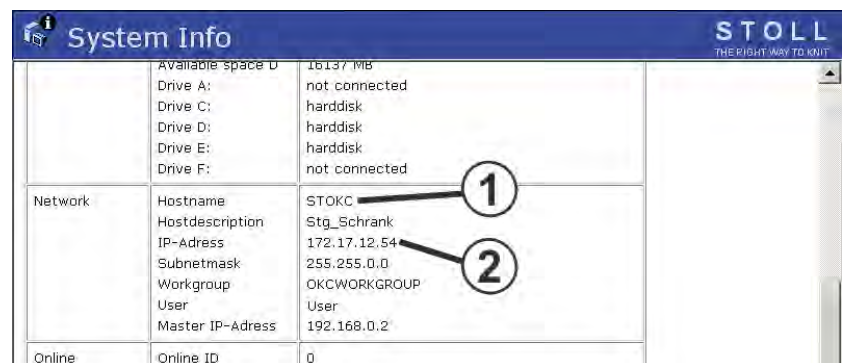 System Info
STOLL
THE RIGHT WAY TO KNIT
Available space D 16137 MB
Drive A: not connected
Drive C: harddisk
Drive D: harddisk
Drive E: harddisk
Drive F: not connected
1
Network Hostname STOKC
Hostdescription Stg_Schrank
IP-Adress 172.17.12.54
Subnetmask 255.255.0.0
2
Workgroup OKCWORKGROUP
User User
Master IP-Adress 192.168.0.2
Online Online ID 0